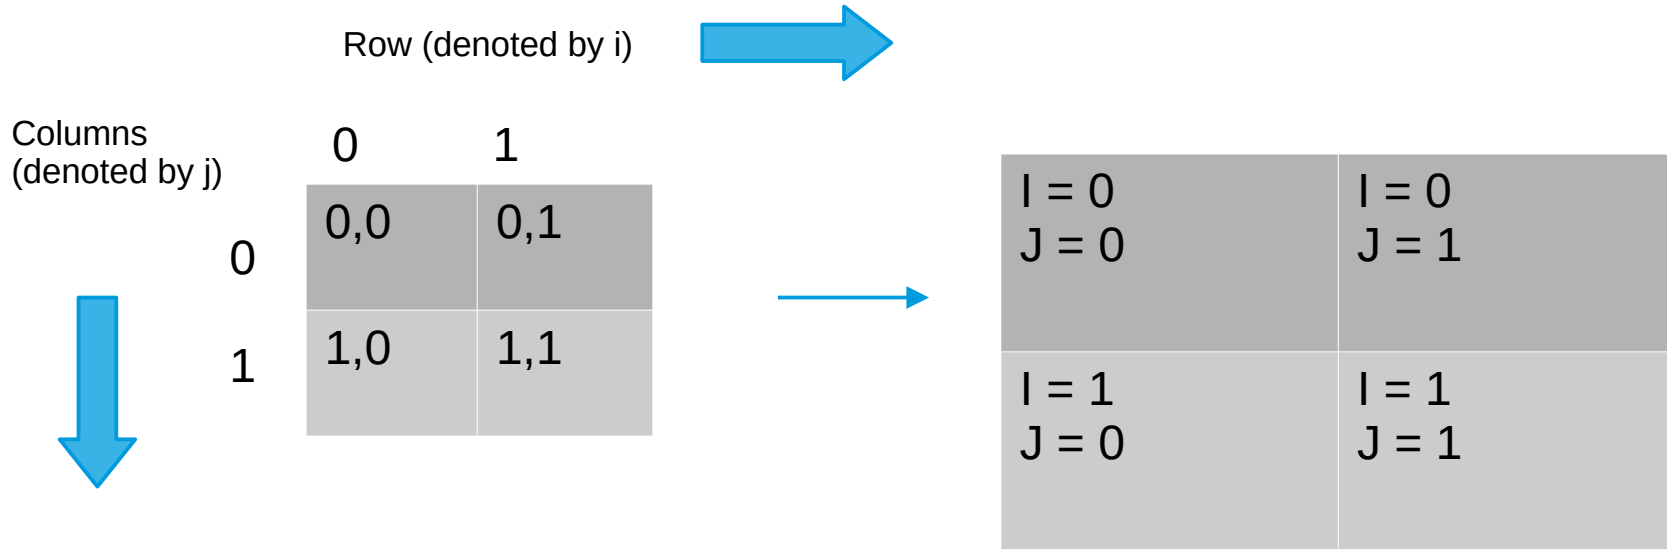 Row (denoted by i)
Columns
(denoted by j)
0 1
0
0,0 0,1
1
1,0 1,1
I = 0
J = 0
I = 0
J = 1
I = 1
J = 0
I = 1
J = 1